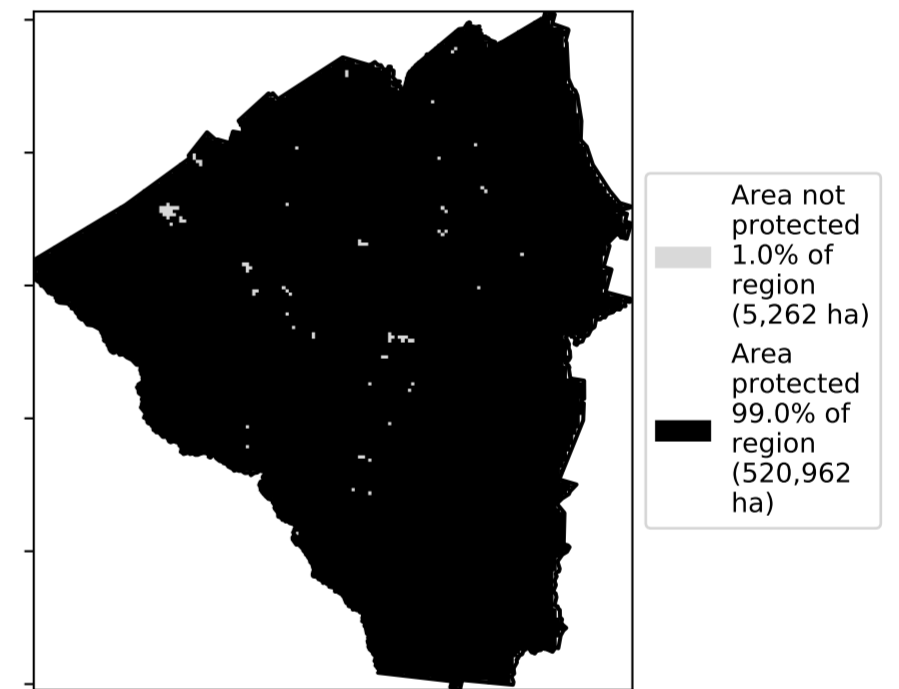 Area not
protected
1.0% of
region
(5,262 ha)
Area
protected
99.0% of
region
(520,962
ha)